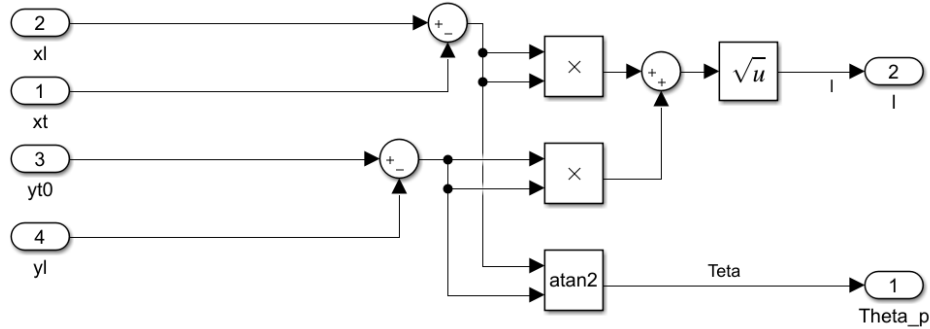 2
xl
1
xt
3
yt0
4
yl
+
−
+
−
×
×
atan2
+
+
√u
l
2
l
Teta
1
Theta_p